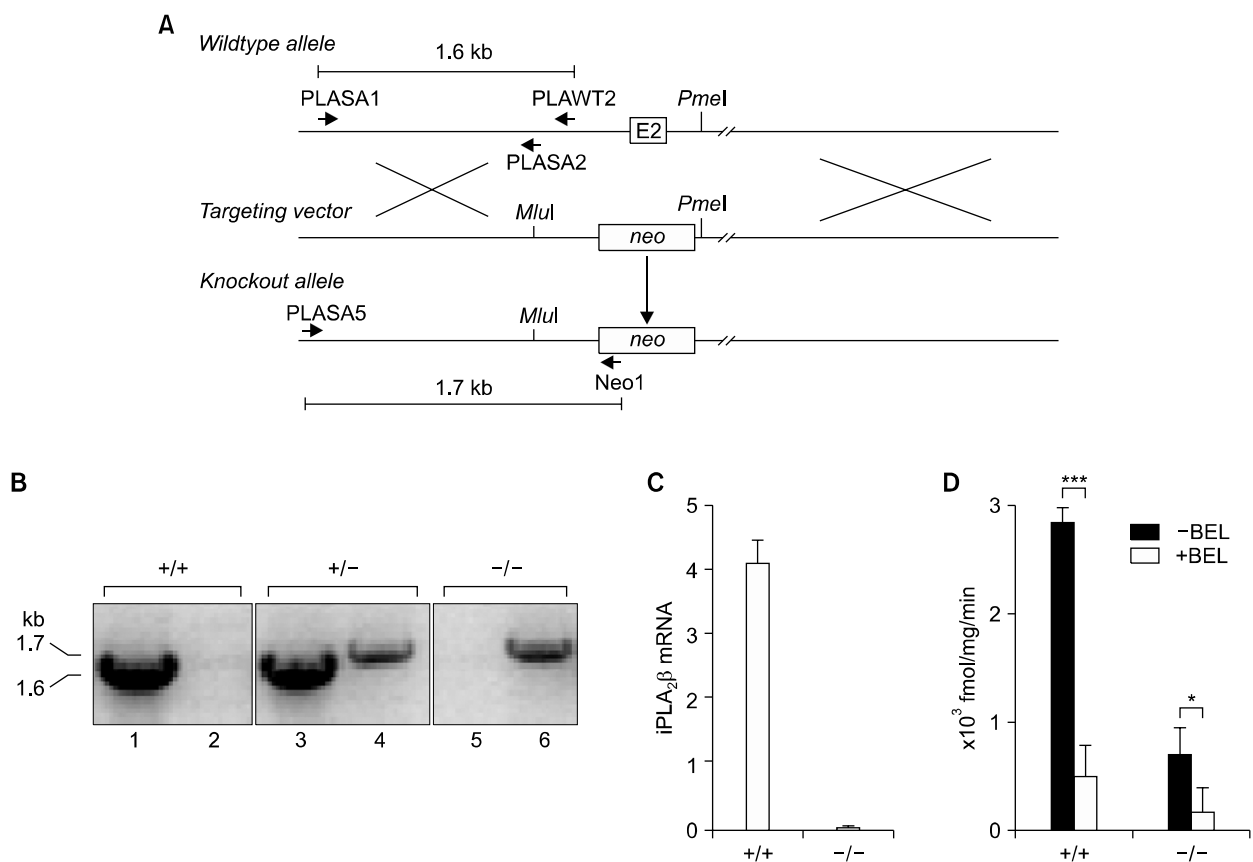 A
Wildtype allele
1.6 kb
PLASA1
PLAWT2
PmeI
E2
PLASA2
Targeting vector
MluI
PmeI
neo
Knockout allele
PLASA5
MluI
neo
Neo1
1.7 kb
B
+/+
+/−
−/−
kb
1.7
1.6
1 2 3 4 5 6
C
iPLA₂β mRNA
5
4
3
2
1
0
+/+ −/−
D
x10³ fmol/mg/min
3
2
1
0
***
*
−BEL
+BEL
+/+ −/−